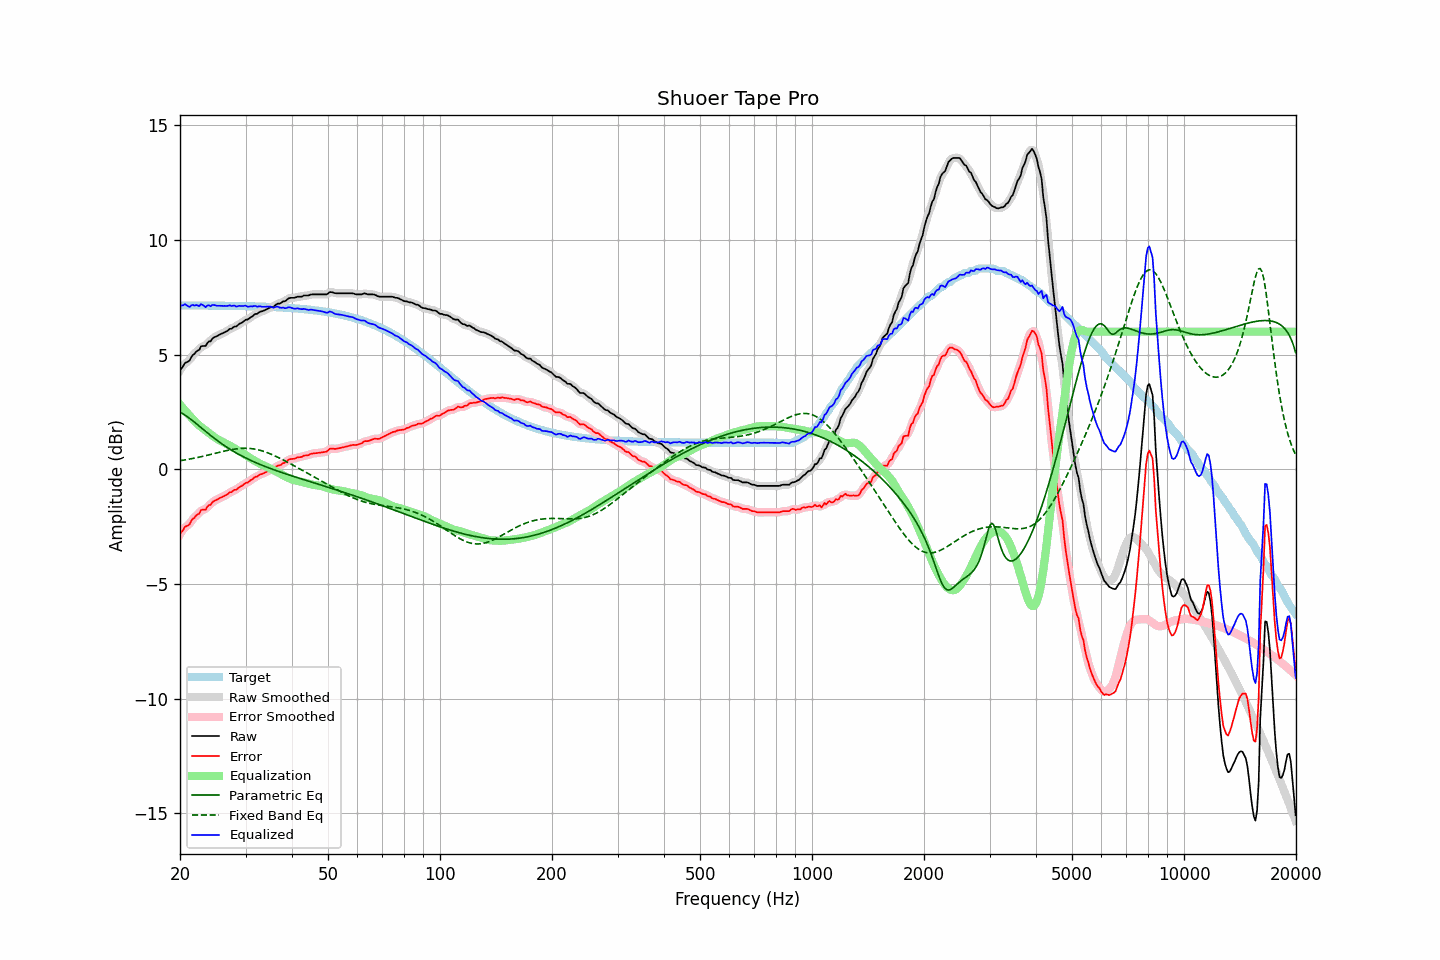 Shuoer Tape Pro
Amplitude (dBr)
15
10
5
0
−5
−10
−15
Target
Raw Smoothed
Error Smoothed
Raw
Error
Equalization
Parametric Eq
Fixed Band Eq
Equalized
20 50 100 200 500 1000 2000 5000 10000 20000
Frequency (Hz)